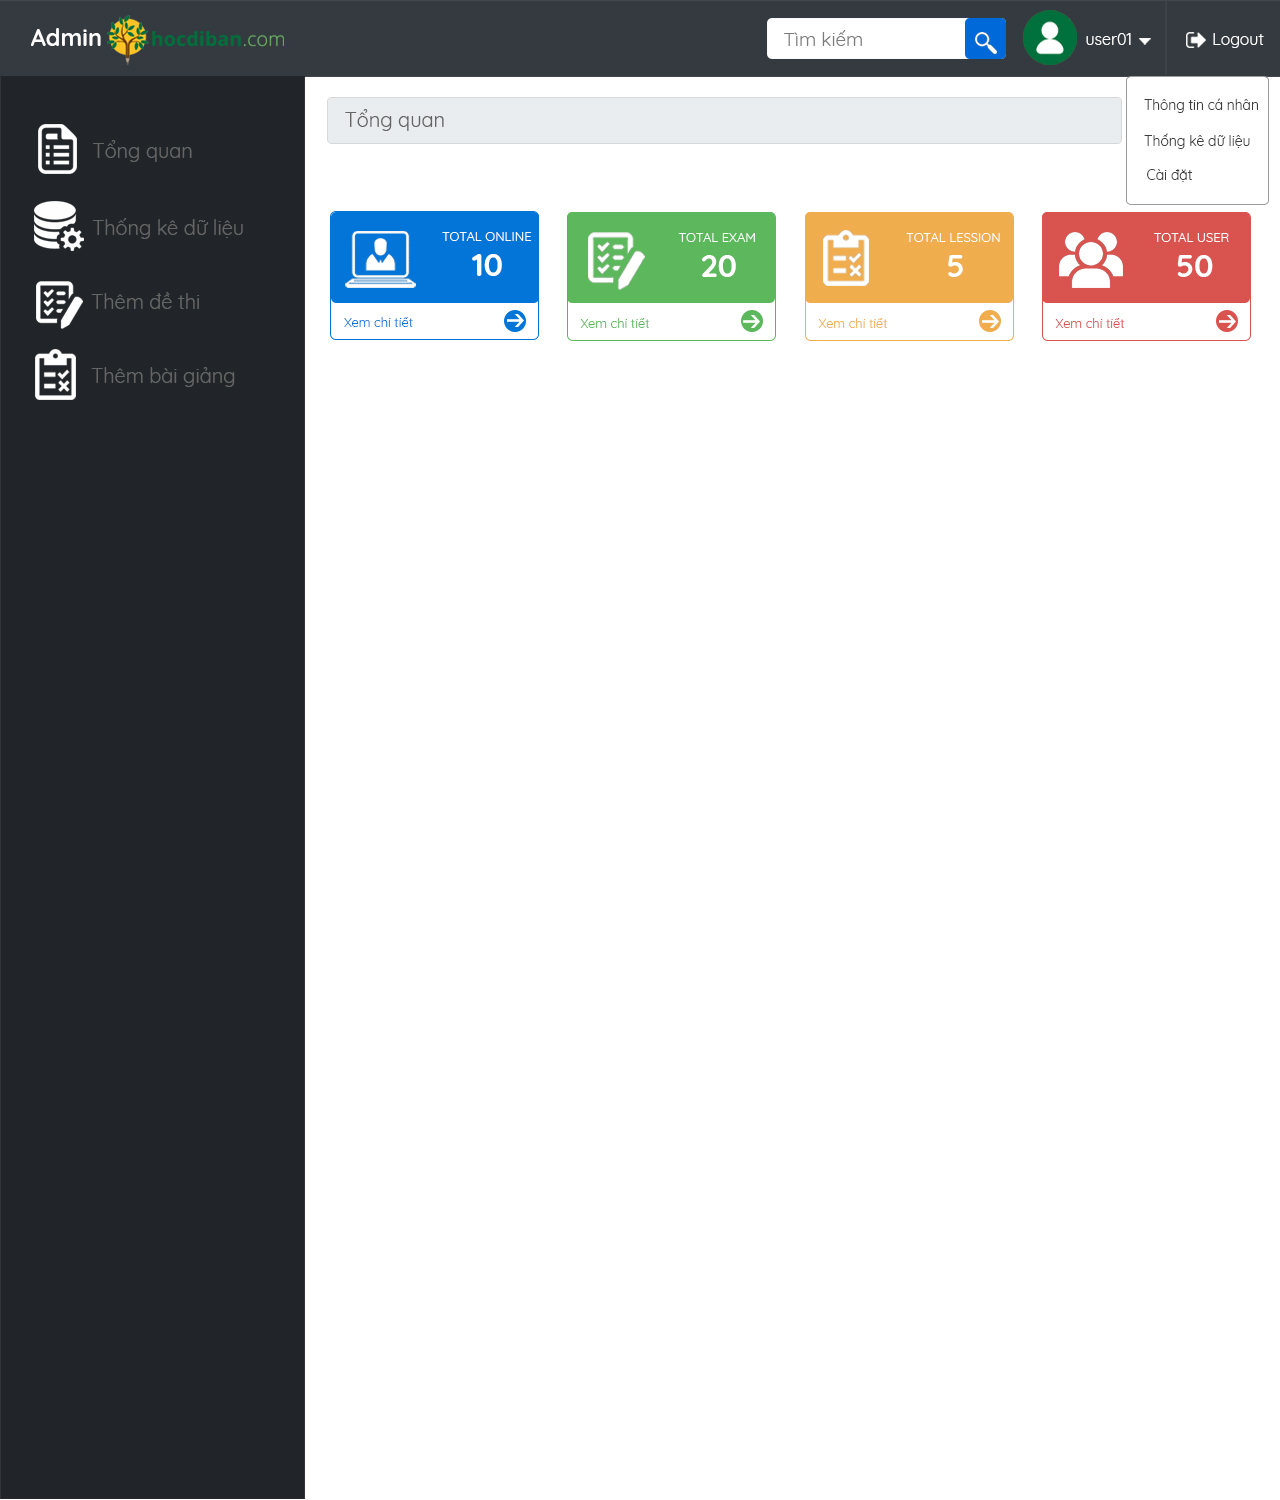 Admin hocdiban.com
Tìm kiếm
user01
Logout
Thông tin cá nhân
Thống kê dữ liệu
Cài đặt
Tổng quan
Thống kê dữ liệu
Thêm đề thi
Thêm bài giảng
Tổng quan
TOTAL ONLINE
10
Xem chi tiết
TOTAL EXAM
20
Xem chi tiết
TOTAL LESSION
5
Xem chi tiết
TOTAL USER
50
Xem chi tiết